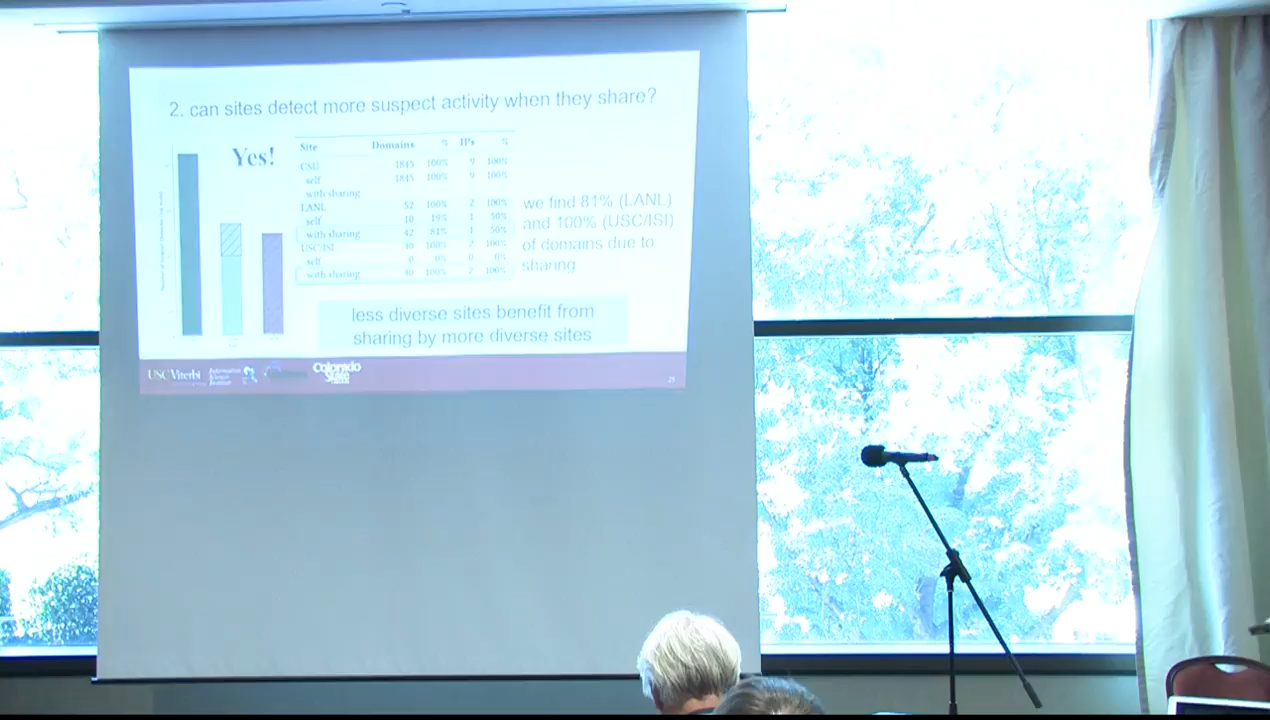 2. can sites detect more suspect activity when they share?
Yes!
Site Domains % IPs %
CSU 1845 100% 9 100%
self 1845 100% 9 100%
with sharing
LANL 52 100% 2 100%
self 10 19% 1 50%
with sharing 42 81% 1 50%
USC/ISI 100% 2 100%
self 0 0% 0 0%
with sharing 100% 2 100%
we find 81% (LANL)
and 100% (USC/ISI)
of domains due to
sharing
less diverse sites benefit from
sharing by more diverse sites
USC Viterbi
Information
Sciences
Institute
Colorado
State